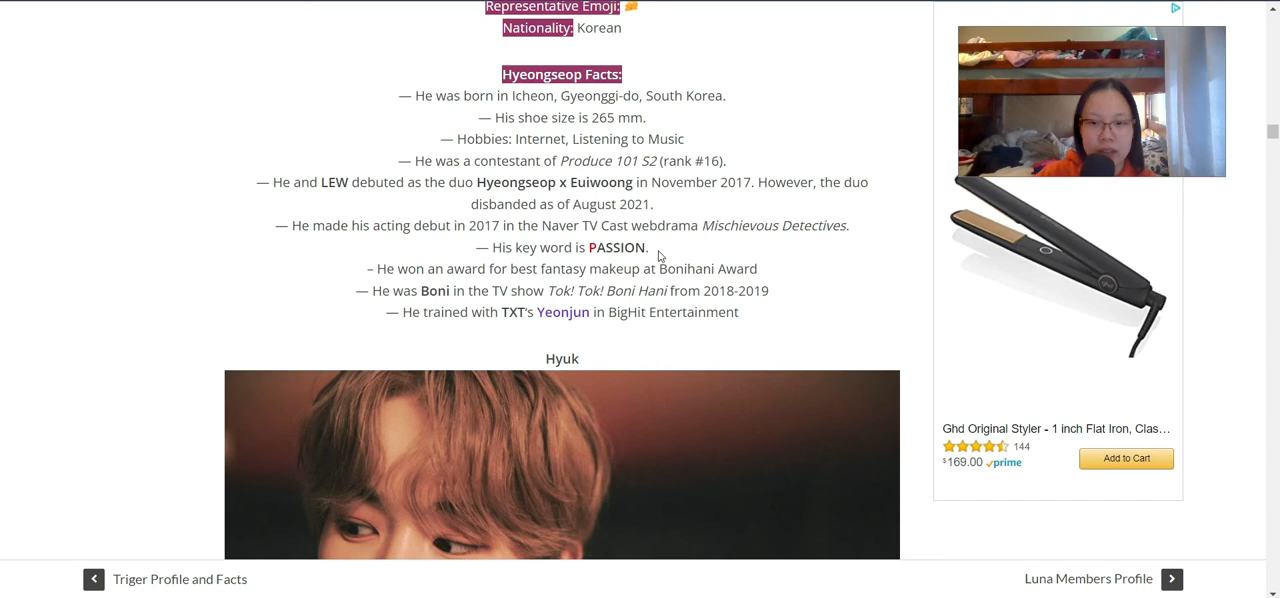 Representative Emoji: 🧀
Nationality: Korean
Hyeongseop Facts:
— He was born in Icheon, Gyeonggi-do, South Korea.
— His shoe size is 265 mm.
— Hobbies: Internet, Listening to Music
— He was a contestant of Produce 101 S2 (rank #16).
— He and LEW debuted as the duo Hyeongseop x Euiwoong in November 2017. However, the duo
disbanded as of August 2021.
— He made his acting debut in 2017 in the Naver TV Cast webdrama Mischievous Detectives.
— His key word is PASSION.
– He won an award for best fantasy makeup at Bonihani Award
— He was Boni in the TV show Tok! Tok! Boni Hani from 2018-2019
— He trained with TXT's Yeonjun in BigHit Entertainment
Hyuk
Ghd Original Styler - 1 inch Flat Iron, Clas...
144
$169.00 prime
Add to Cart
Triger Profile and Facts
Luna Members Profile